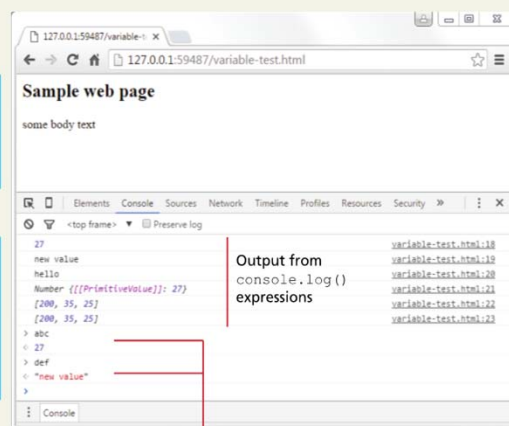 127.0.0.1:59487/variable-t
127.0.0.1:59487/variable-test.html
Sample web page
some body text
Elements Console Sources Network Timeline Profiles Resources Security »
<top frame> Preserve log
27 variable-test.html:18
new value variable-test.html:19
hello variable-test.html:20
Number {[[PrimitiveValue]]: 27} variable-test.html:21
[200, 35, 25] variable-test.html:22
[200, 35, 25] variable-test.html:23
Output from
console.log()
expressions
> abc
< 27
> def
< "new value"
>
Console